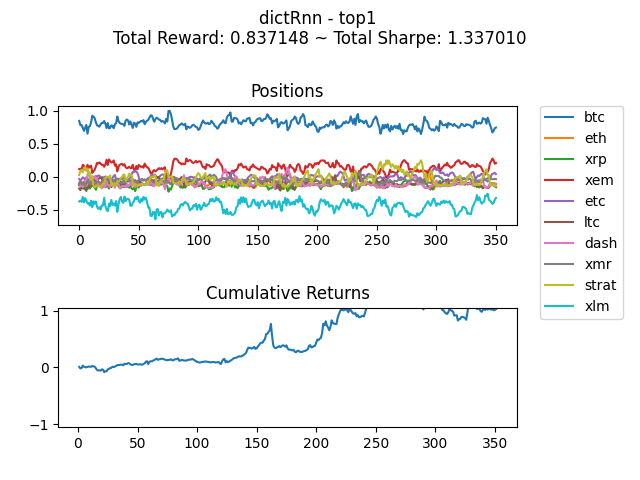 dictRnn - top1
Total Reward: 0.837148 ~ Total Sharpe: 1.337010
Positions
1.0
0.5
0.0
−0.5
0 50 100 150 200 250 300 350
btc
eth
xrp
xem
etc
ltc
dash
xmr
strat
xlm
Cumulative Returns
1
0
−1
0 50 100 150 200 250 300 350